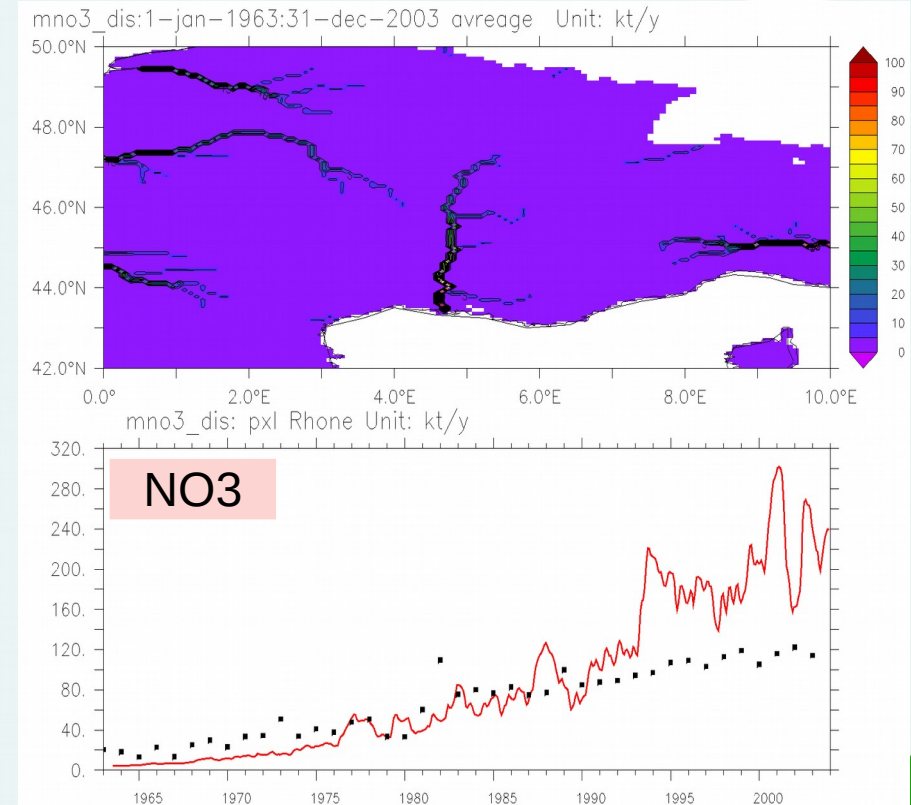 mno3_dis:1-jan-1963:31-dec-2003 avreage Unit: kt/y
50.0°N
48.0°N
46.0°N
44.0°N
42.0°N
0.0°
2.0°E
4.0°E
6.0°E
8.0°E
10.0°E
100
90
80
70
60
50
40
30
20
10
0
mno3_dis: pxl Rhone Unit: kt/y
NO3
320.
280.
240.
200.
160.
120.
80.
40.
0.
1965
1970
1975
1980
1985
1990
1995
2000